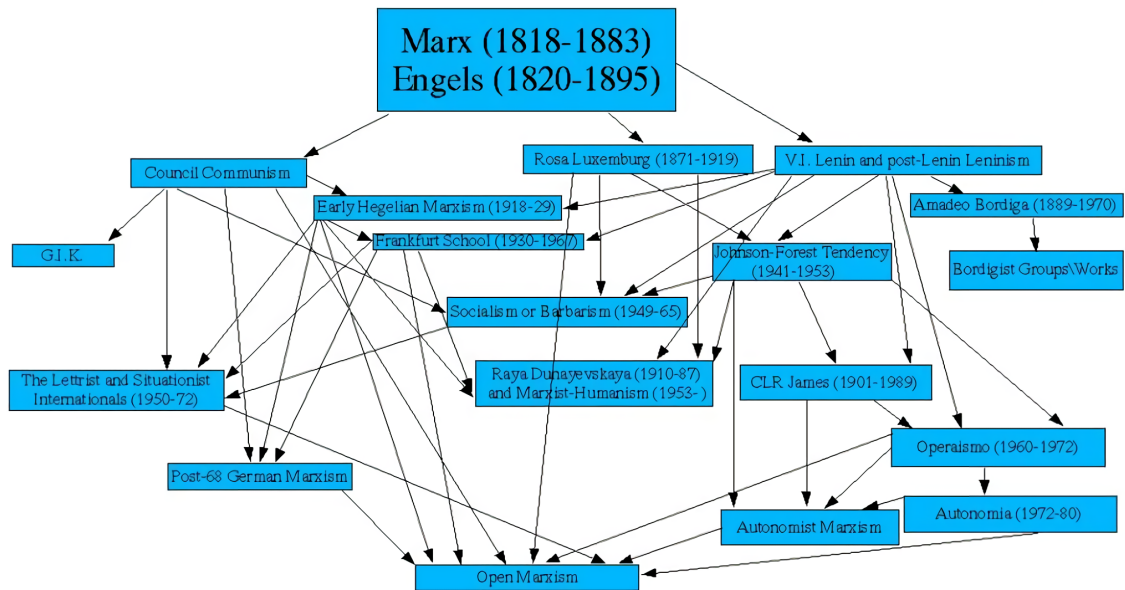 Marx (1818-1883)
Engels (1820-1895)
Rosa Luxemburg (1871-1919)
V.I. Lenin and post-Lenin Leninism
Council Communism
Early Hegelian Marxism (1918-29)
Amadeo Bordiga (1889-1970)
Frankfurt School (1930-1967)
G.I.K.
Johnson-Forest Tendency
(1941-1953)
Bordigist Groups\Works
Socialism or Barbarism (1949-65)
The Lettrist and Situationist
Internationals (1950-72)
Raya Dunayevskaya (1910-87)
and Marxist-Humanism (1953- )
CLR James (1901-1989)
Operaismo (1960-1972)
Post-68 German Marxism
Autonomist Marxism
Autonomia (1972-80)
Open Marxism